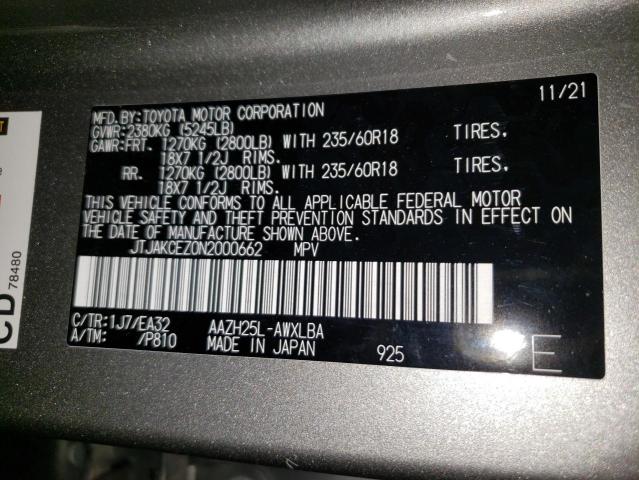 MFD.BY:TOYOTA MOTOR CORPORATION 11/21
GVWR:2380KG (5245LB)
GAWR:FRT. 1270KG (2800LB) WITH 235/60R18 TIRES.
18X7 1/2J RIMS.
RR. 1270KG (2800LB) WITH 235/60R18 TIRES.
18X7 1/2J RIMS.
THIS VEHICLE CONFORMS TO ALL APPLICABLE FEDERAL MOTOR
VEHICLE SAFETY AND THEFT PREVENTION STANDARDS IN EFFECT ON
THE DATE OF MANUFACTURE SHOWN ABOVE.
JTJAKCEZ0N2000662 MPV
C/TR:1J7/EA32 AAZH25L-AWXLBA
A/TM: /P810 MADE IN JAPAN 925 E
78480
CD